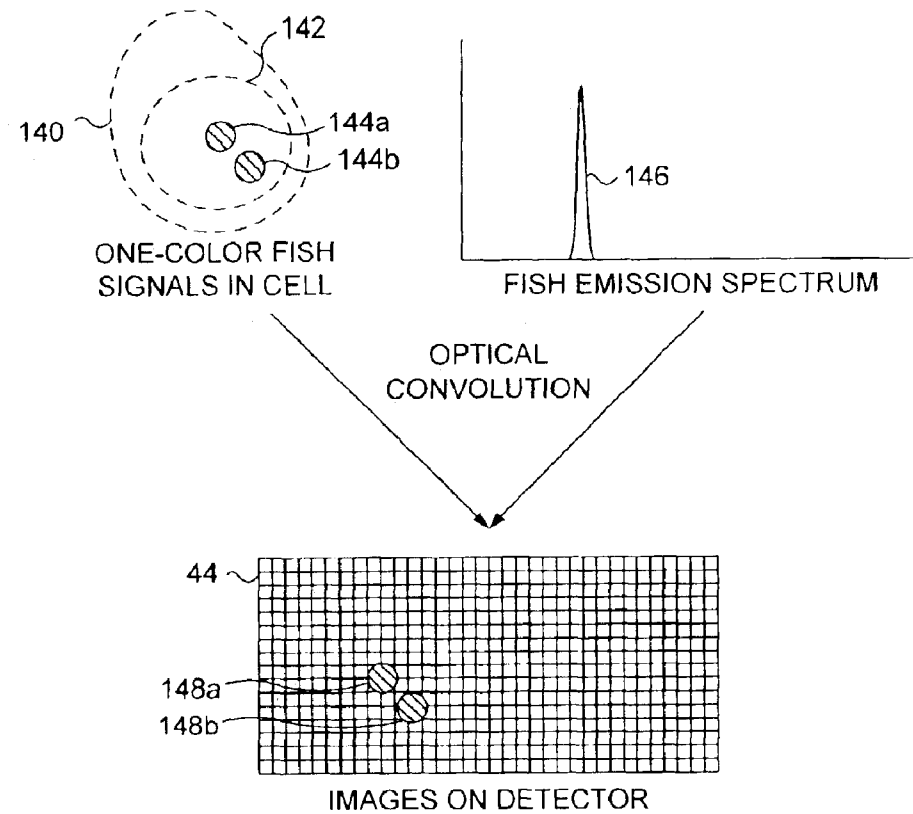 142
140
144a
144b
146
ONE-COLOR FISH
SIGNALS IN CELL
FISH EMISSION SPECTRUM
OPTICAL
CONVOLUTION
44
148a
148b
IMAGES ON DETECTOR